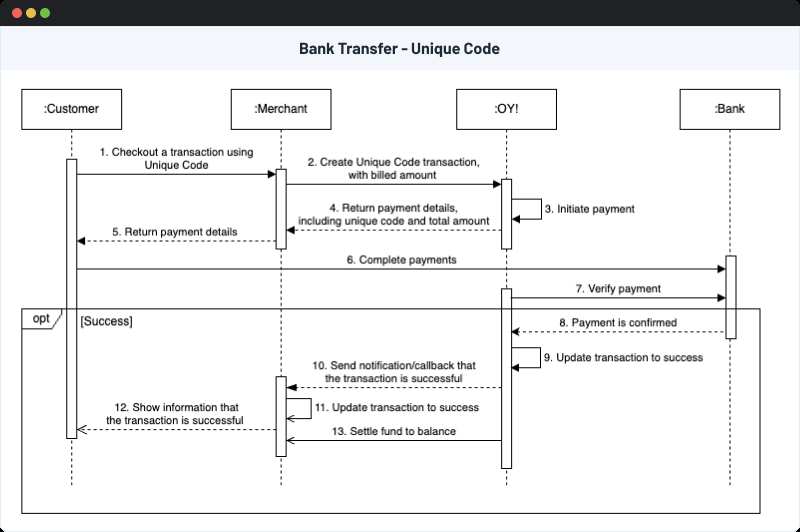 Bank Transfer - Unique Code
:Customer
:Merchant
:OY!
:Bank
1. Checkout a transaction using
Unique Code
2. Create Unique Code transaction,
with billed amount
3. Initiate payment
4. Return payment details,
including unique code and total amount
5. Return payment details
6. Complete payments
7. Verify payment
opt
[Success]
8. Payment is confirmed
9. Update transaction to success
10. Send notification/callback that
the transaction is successful
11. Update transaction to success
12. Show information that
the transaction is successful
13. Settle fund to balance